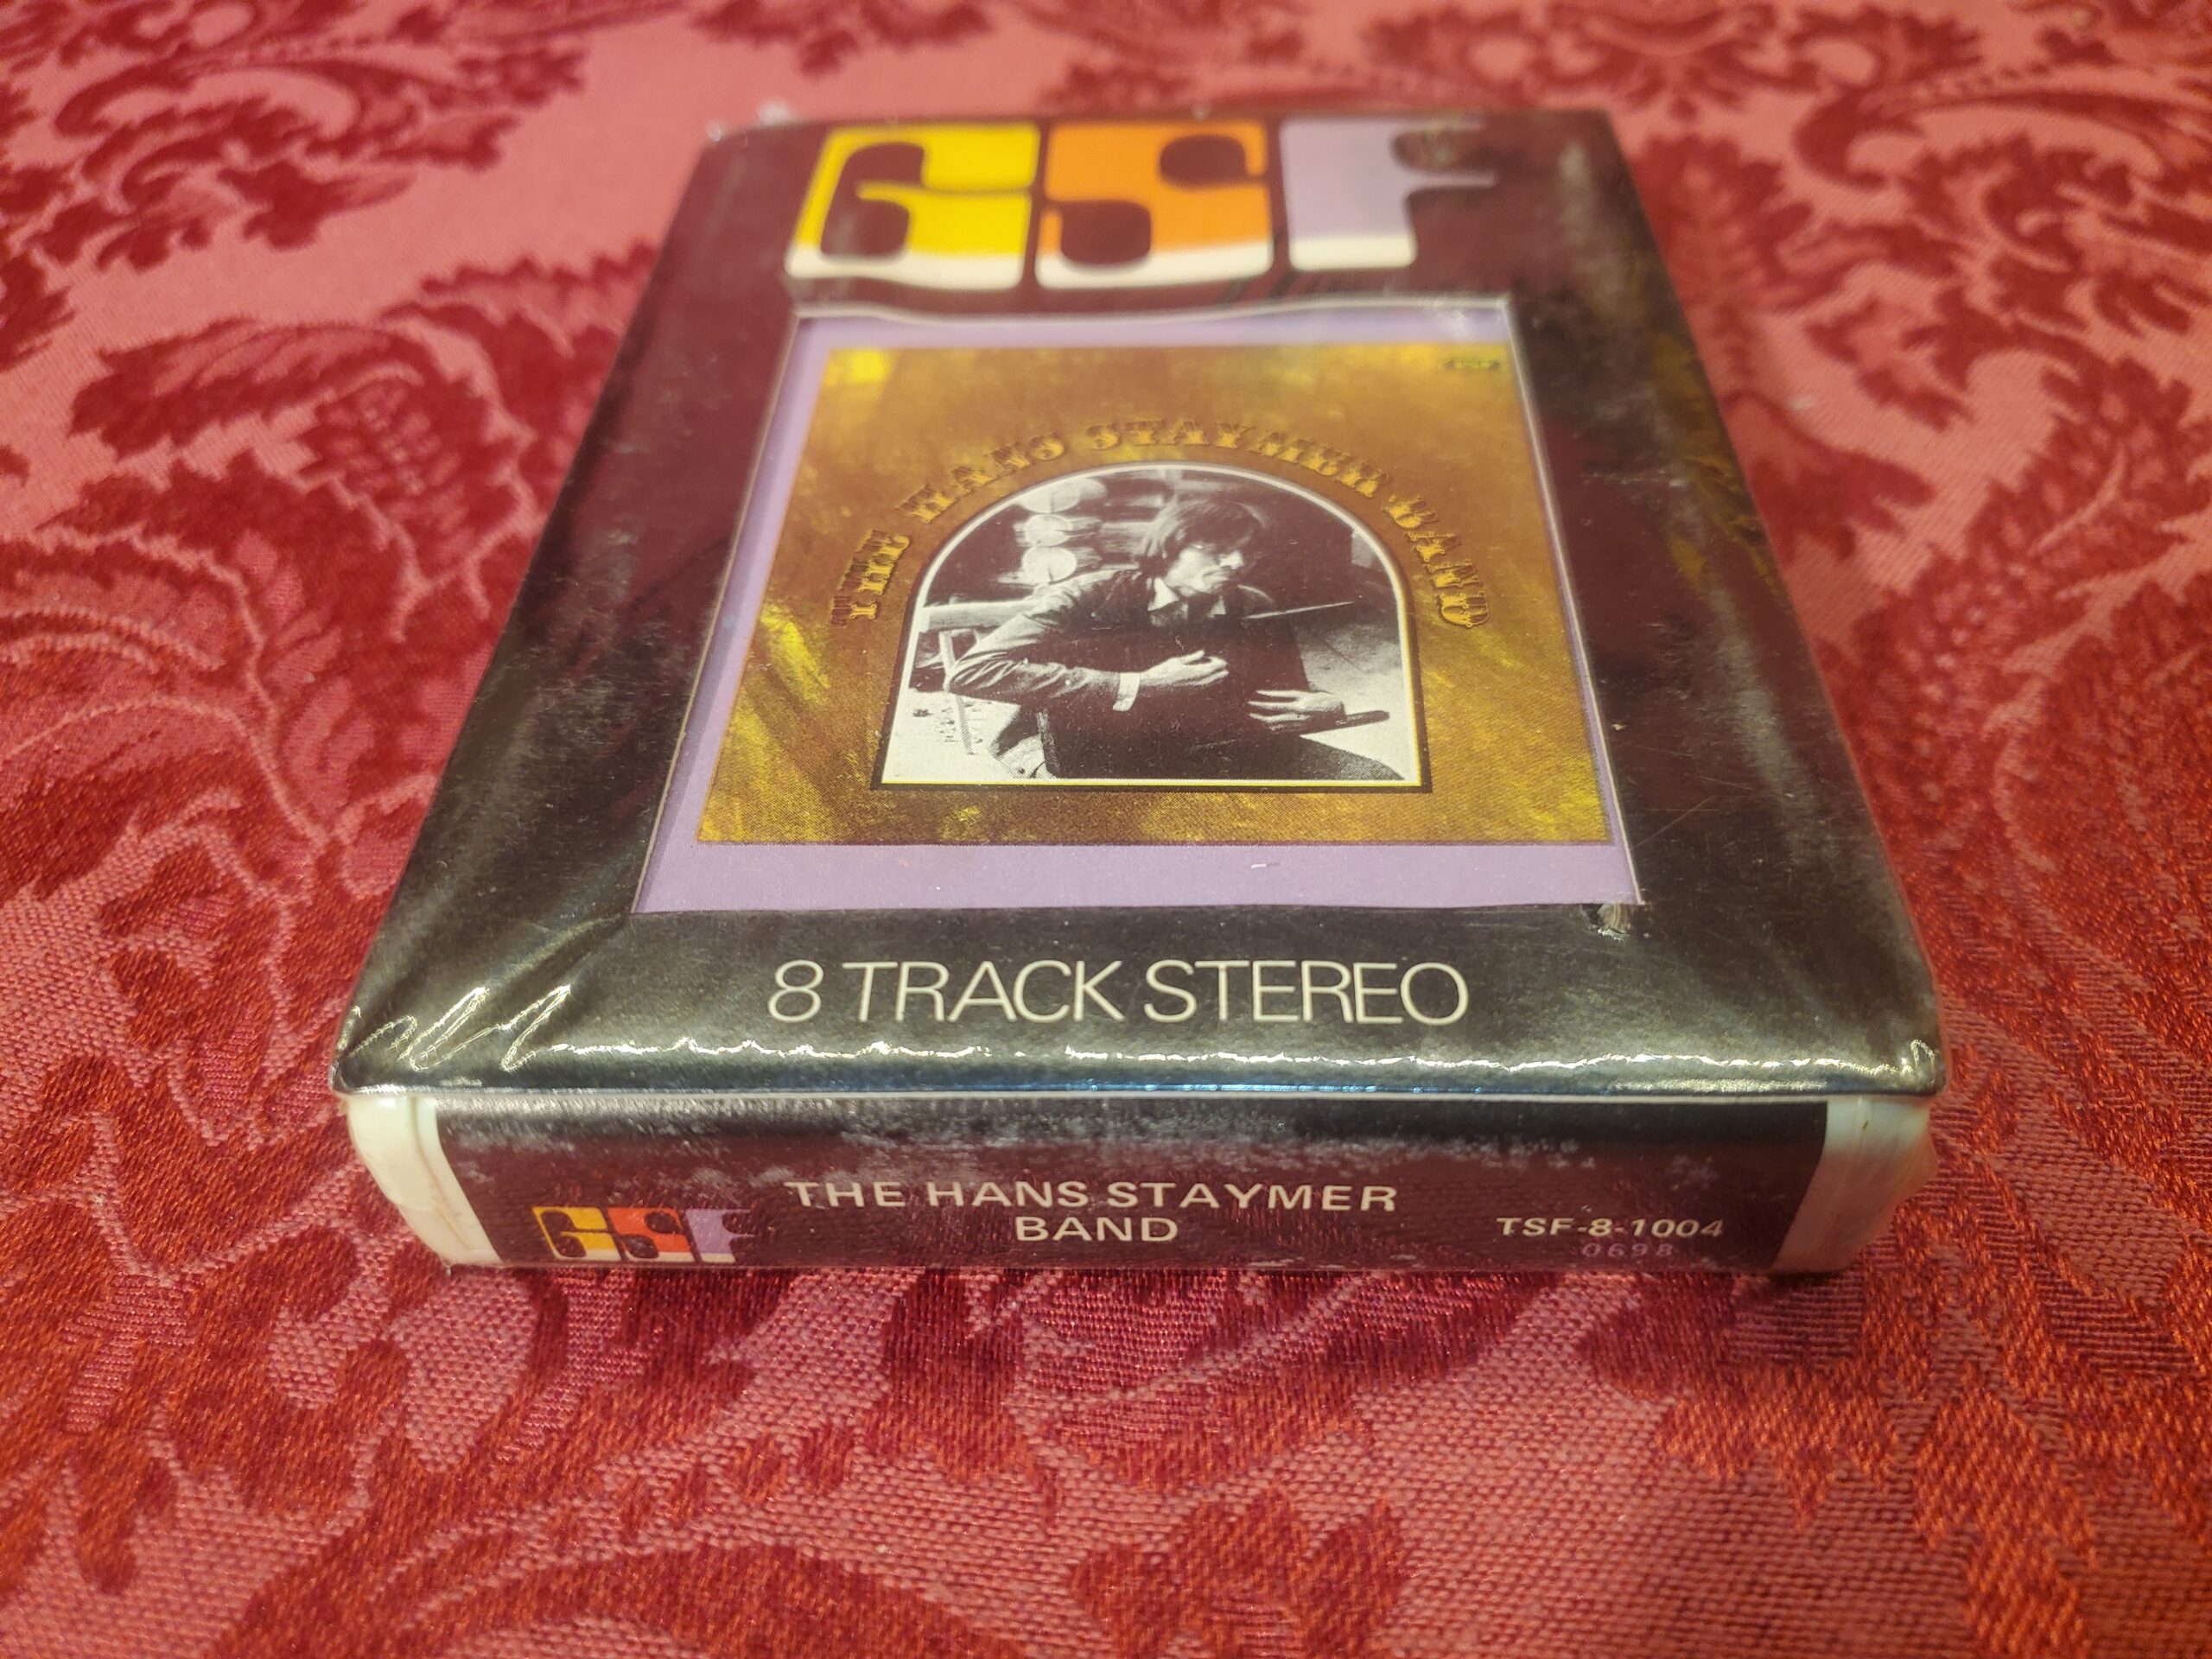 GSF
THE HANS STAYMER BAND
8 TRACK STEREO
GSF
THE HANS STAYMER
BAND
TSF-8-1004
0698